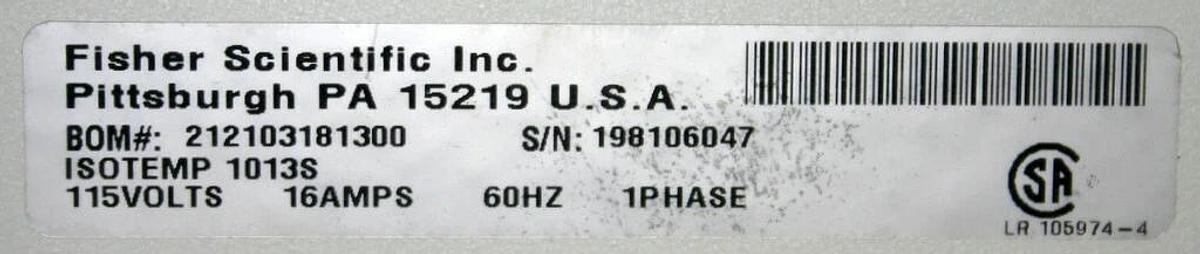 Fisher Scientific Inc.
Pittsburgh PA 15219 U.S.A.
BOM#: 212103181300 S/N: 198106047
ISOTEMP 1013S
115VOLTS 16AMPS 60HZ 1PHASE
SA
LR 105974-4